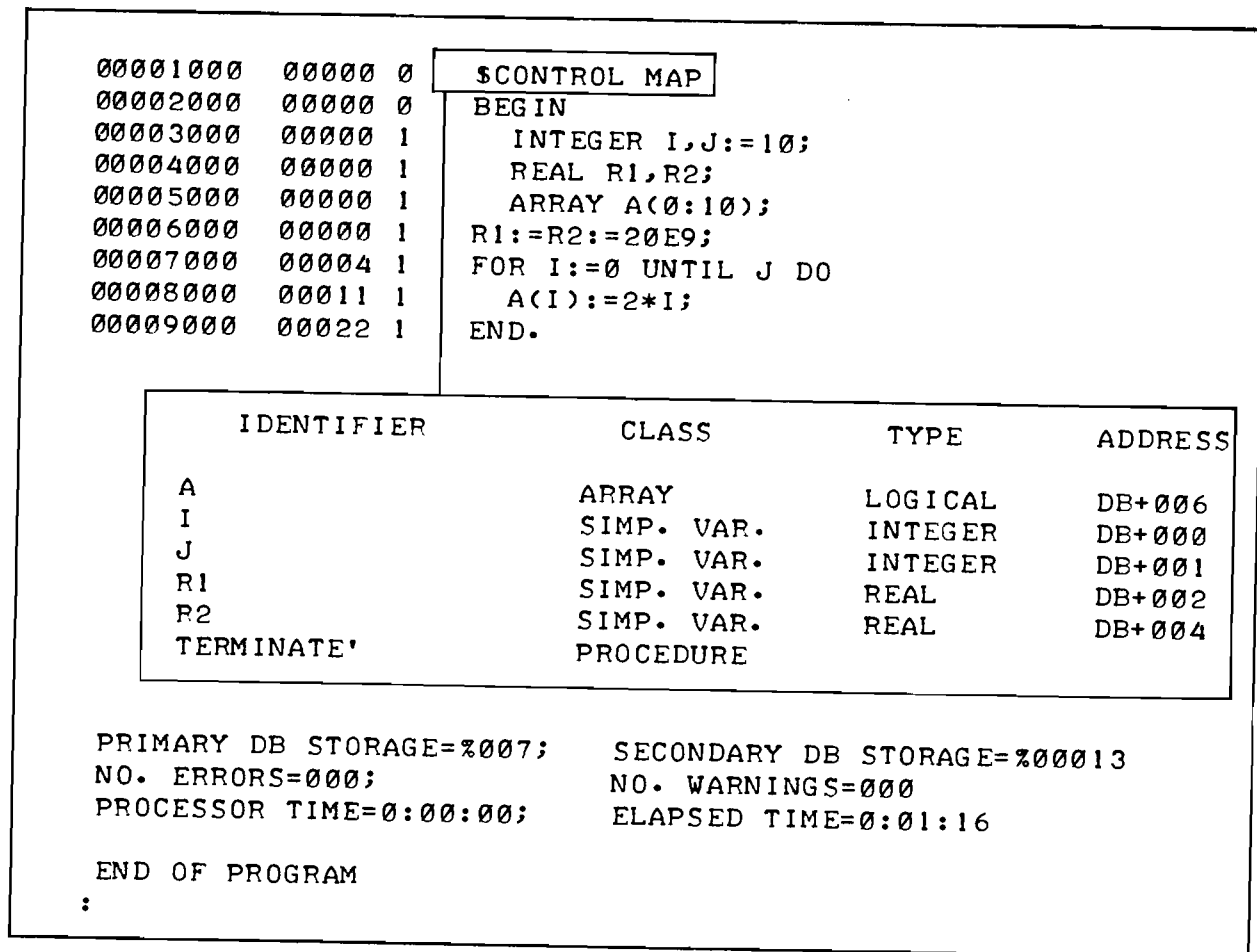 00001000 00000 0 $CONTROL MAP
00002000 00000 0 BEGIN
00003000 00000 1 INTEGER I,J:=10;
00004000 00000 1 REAL R1,R2;
00005000 00000 1 ARRAY A(0:10);
00006000 00000 1 R1:=R2:=20E9;
00007000 00004 1 FOR I:=0 UNTIL J DO
00008000 00011 1 A(I):=2*I;
00009000 00022 1 END.
IDENTIFIER CLASS TYPE ADDRESS
A ARRAY LOGICAL DB+006
I SIMP. VAR. INTEGER DB+000
J SIMP. VAR. INTEGER DB+001
R1 SIMP. VAR. REAL DB+002
R2 SIMP. VAR. REAL DB+004
TERMINATE' PROCEDURE
PRIMARY DB STORAGE=%007; SECONDARY DB STORAGE=%00013
NO. ERRORS=000; NO. WARNINGS=000
PROCESSOR TIME=0:00:00; ELAPSED TIME=0:01:16
END OF PROGRAM
: